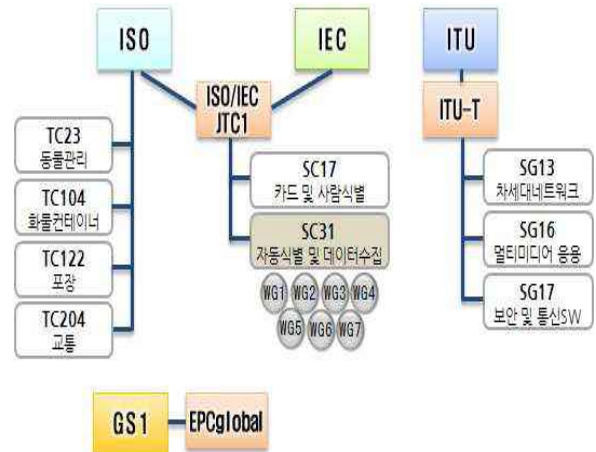 ISO
IEC
ITU
ISO/IEC
JTC1
ITU-T
TC23
동물관리
TC104
화물컨테이너
TC122
포장
TC204
교통
SC17
카드 및 사람식별
SC31
자동식별 및 데이터수집
WG1 WG2 WG3 WG4
WG5 WG6 WG7
SG13
차세대네트워크
SG16
멀티미디어 응용
SG17
보안 및 통신SW
GS1
EPCglobal